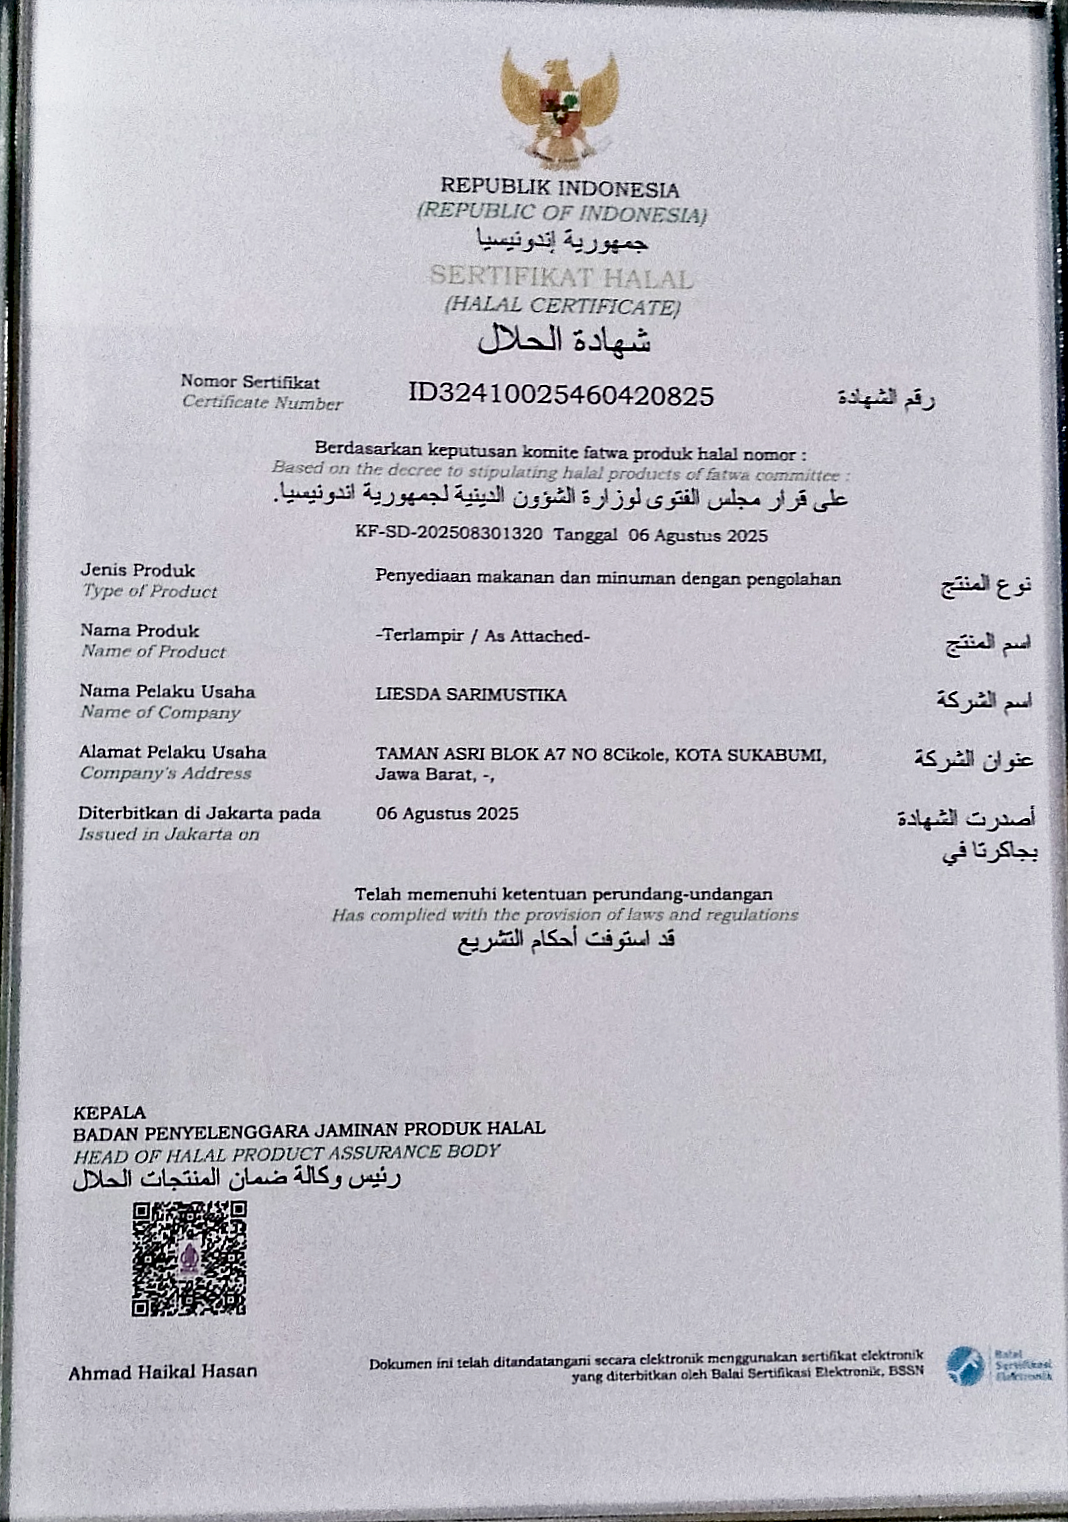 REPUBLIK INDONESIA
(REPUBLIC OF INDONESIA)
جمهورية إندونيسيا
SERTIFIKAT HALAL
(HALAL CERTIFICATE)
شهادة الحلال
Nomor Sertifikat
Certificate Number
ID32410025460420825
رقم الشهادة
Berdasarkan keputusan komite fatwa produk halal nomor :
Based on the decree to stipulating halal products of fatwa committee :
على قرار مجلس الفتوى لوزارة الشؤون الدينية لجمهورية اندونيسيا.
KF-SD-202508301320 Tanggal 06 Agustus 2025
Jenis Produk
Type of Product
Penyediaan makanan dan minuman dengan pengolahan
نوع المنتج
Nama Produk
Name of Product
-Terlampir / As Attached-
اسم المنتج
Nama Pelaku Usaha
Name of Company
LIESDA SARIMUSTIKA
اسم الشركة
Alamat Pelaku Usaha
Company's Address
TAMAN ASRI BLOK A7 NO 8Cikole, KOTA SUKABUMI,
Jawa Barat, -,
عنوان الشركة
Diterbitkan di Jakarta pada
Issued in Jakarta on
06 Agustus 2025
أصدرت الشهادة
بجاكرتا في
Telah memenuhi ketentuan perundang-undangan
Has complied with the provision of laws and regulations
قد استوفت أحكام التشريع
KEPALA
BADAN PENYELENGGARA JAMINAN PRODUK HALAL
HEAD OF HALAL PRODUCT ASSURANCE BODY
رئيس وكالة ضمان المنتجات الحلال
Ahmad Haikal Hasan
Dokumen ini telah ditandatangani secara elektronik menggunakan sertifikat elektronik
yang diterbitkan oleh Balai Sertifikasi Elektronik, BSSN
Balai
Sertifikasi
Elektronik